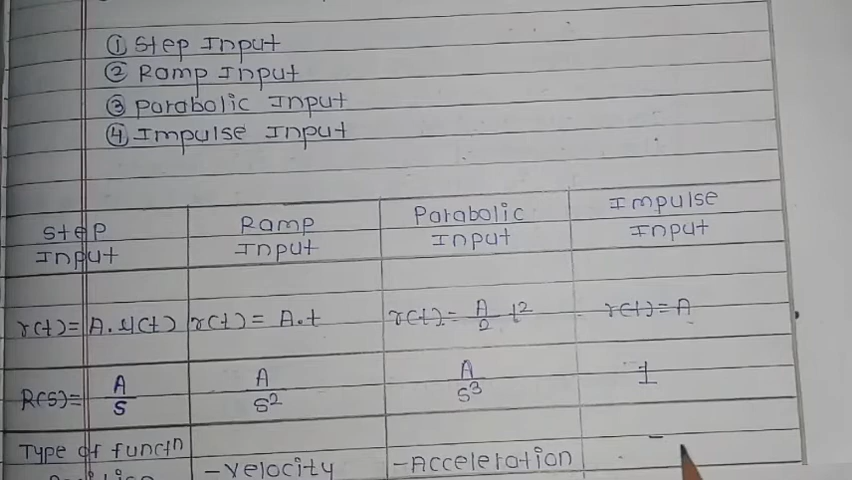 ① Step Input
② Ramp Input
③ Parabolic Input
④ Impulse Input
Step Input
Ramp Input
Parabolic Input
Impulse Input
r(t)= A.u(t)
r(t)= A.t
r(t)= A/2 t²
r(t)= A
R(s)= A/s
A/s²
A/s³
1
Type of functn
-Velocity
-Acceleration
-